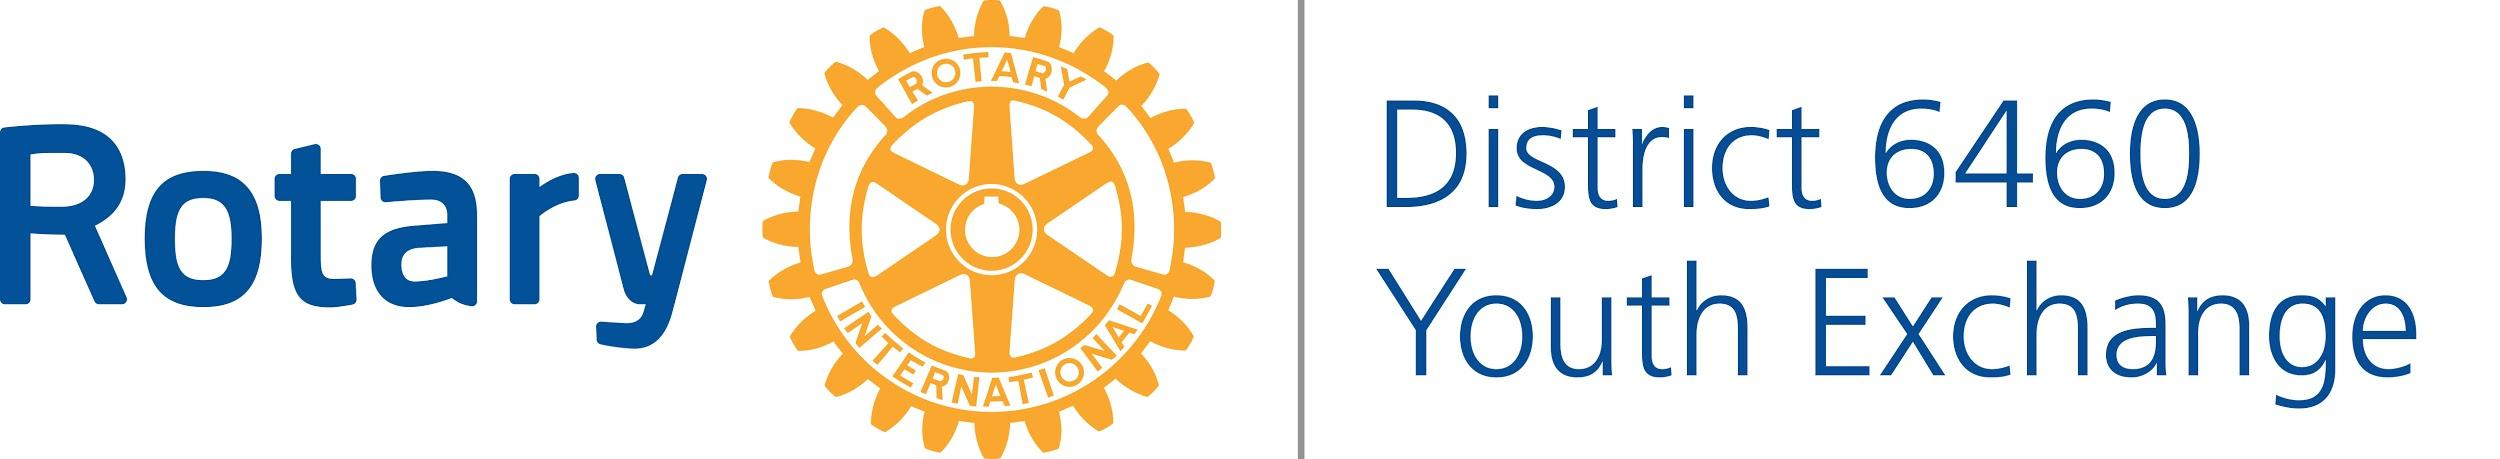 Rotary
ROTARY
INTERNATIONAL
District 6460
Youth Exchange